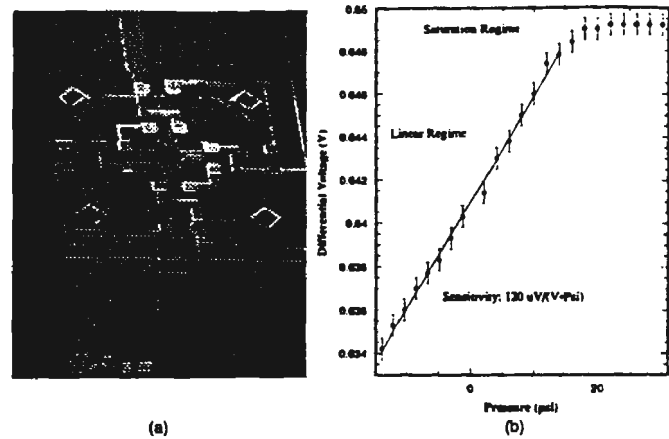 0.65
0.648
0.646
0.644
0.642
0.64
0.638
0.636
0.634
Differential Voltage (V)
Saturation Regime
Linear Regime
Sensitivity: 120 uV/(V-Psi)
0
20
Pressure (psi)
(a)
(b)